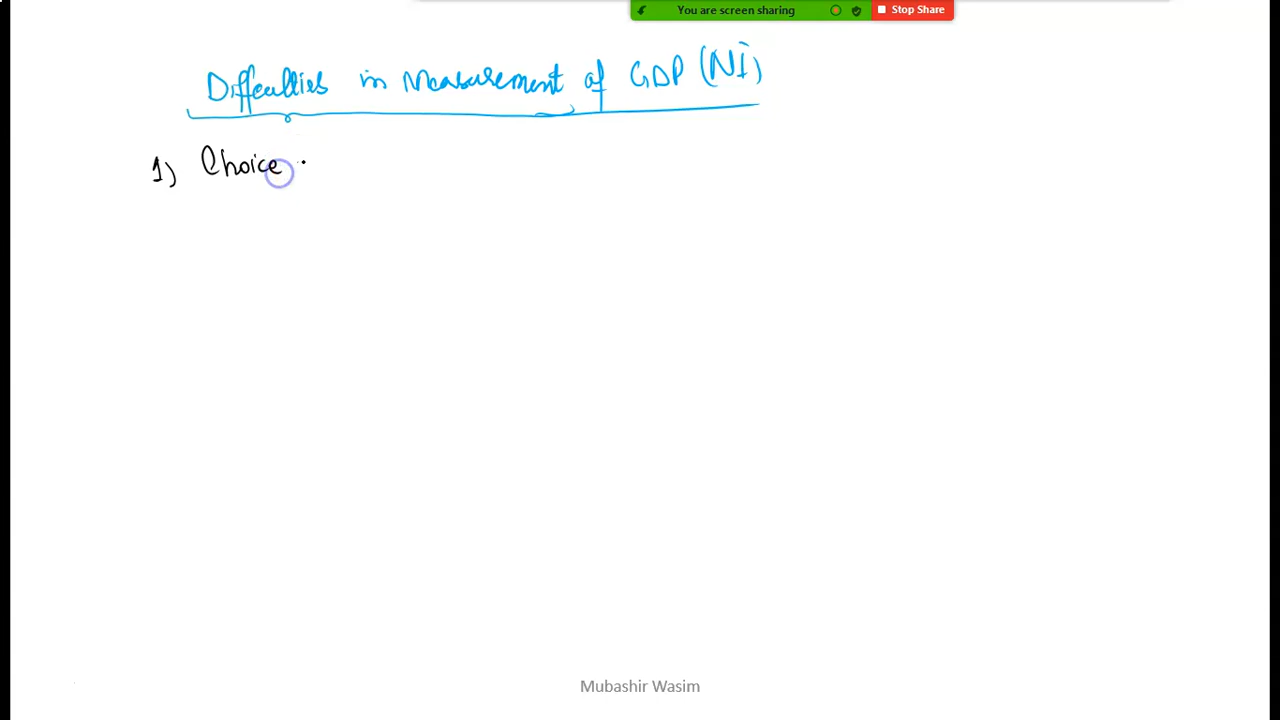 You are screen sharing Stop Share
Difficulties in Measurement of GDP (NI)
1) Choice
Mubashir Wasim